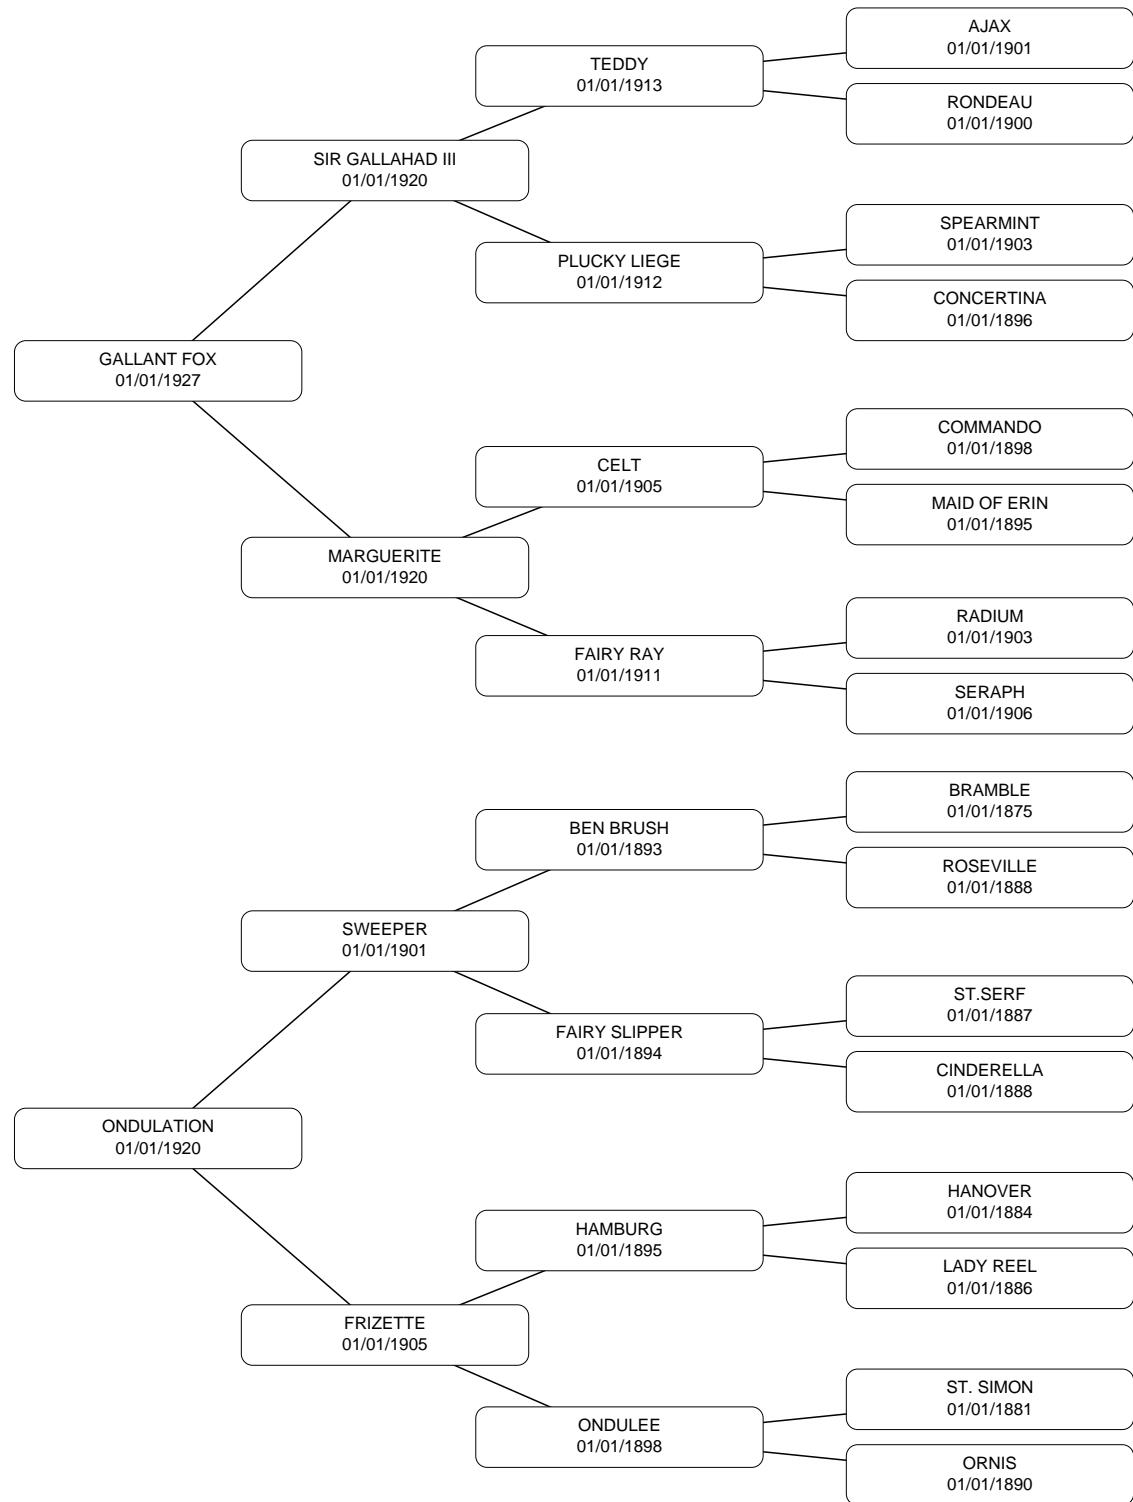 AJAX
01/01/1901
TEDDY
01/01/1913
RONDEAU
01/01/1900
SIR GALLAHAD III
01/01/1920
SPEARMINT
01/01/1903
PLUCKY LIEGE
01/01/1912
CONCERTINA
01/01/1896
GALLANT FOX
01/01/1927
COMMANDO
01/01/1898
CELT
01/01/1905
MAID OF ERIN
01/01/1895
MARGUERITE
01/01/1920
RADIUM
01/01/1903
FAIRY RAY
01/01/1911
SERAPH
01/01/1906
BRAMBLE
01/01/1875
BEN BRUSH
01/01/1893
ROSEVILLE
01/01/1888
SWEEPER
01/01/1901
ST.SERF
01/01/1887
FAIRY SLIPPER
01/01/1894
CINDERELLA
01/01/1888
ONDULATION
01/01/1920
HANOVER
01/01/1884
HAMBURG
01/01/1895
LADY REEL
01/01/1886
FRIZETTE
01/01/1905
ST. SIMON
01/01/1881
ONDULEE
01/01/1898
ORNIS
01/01/1890